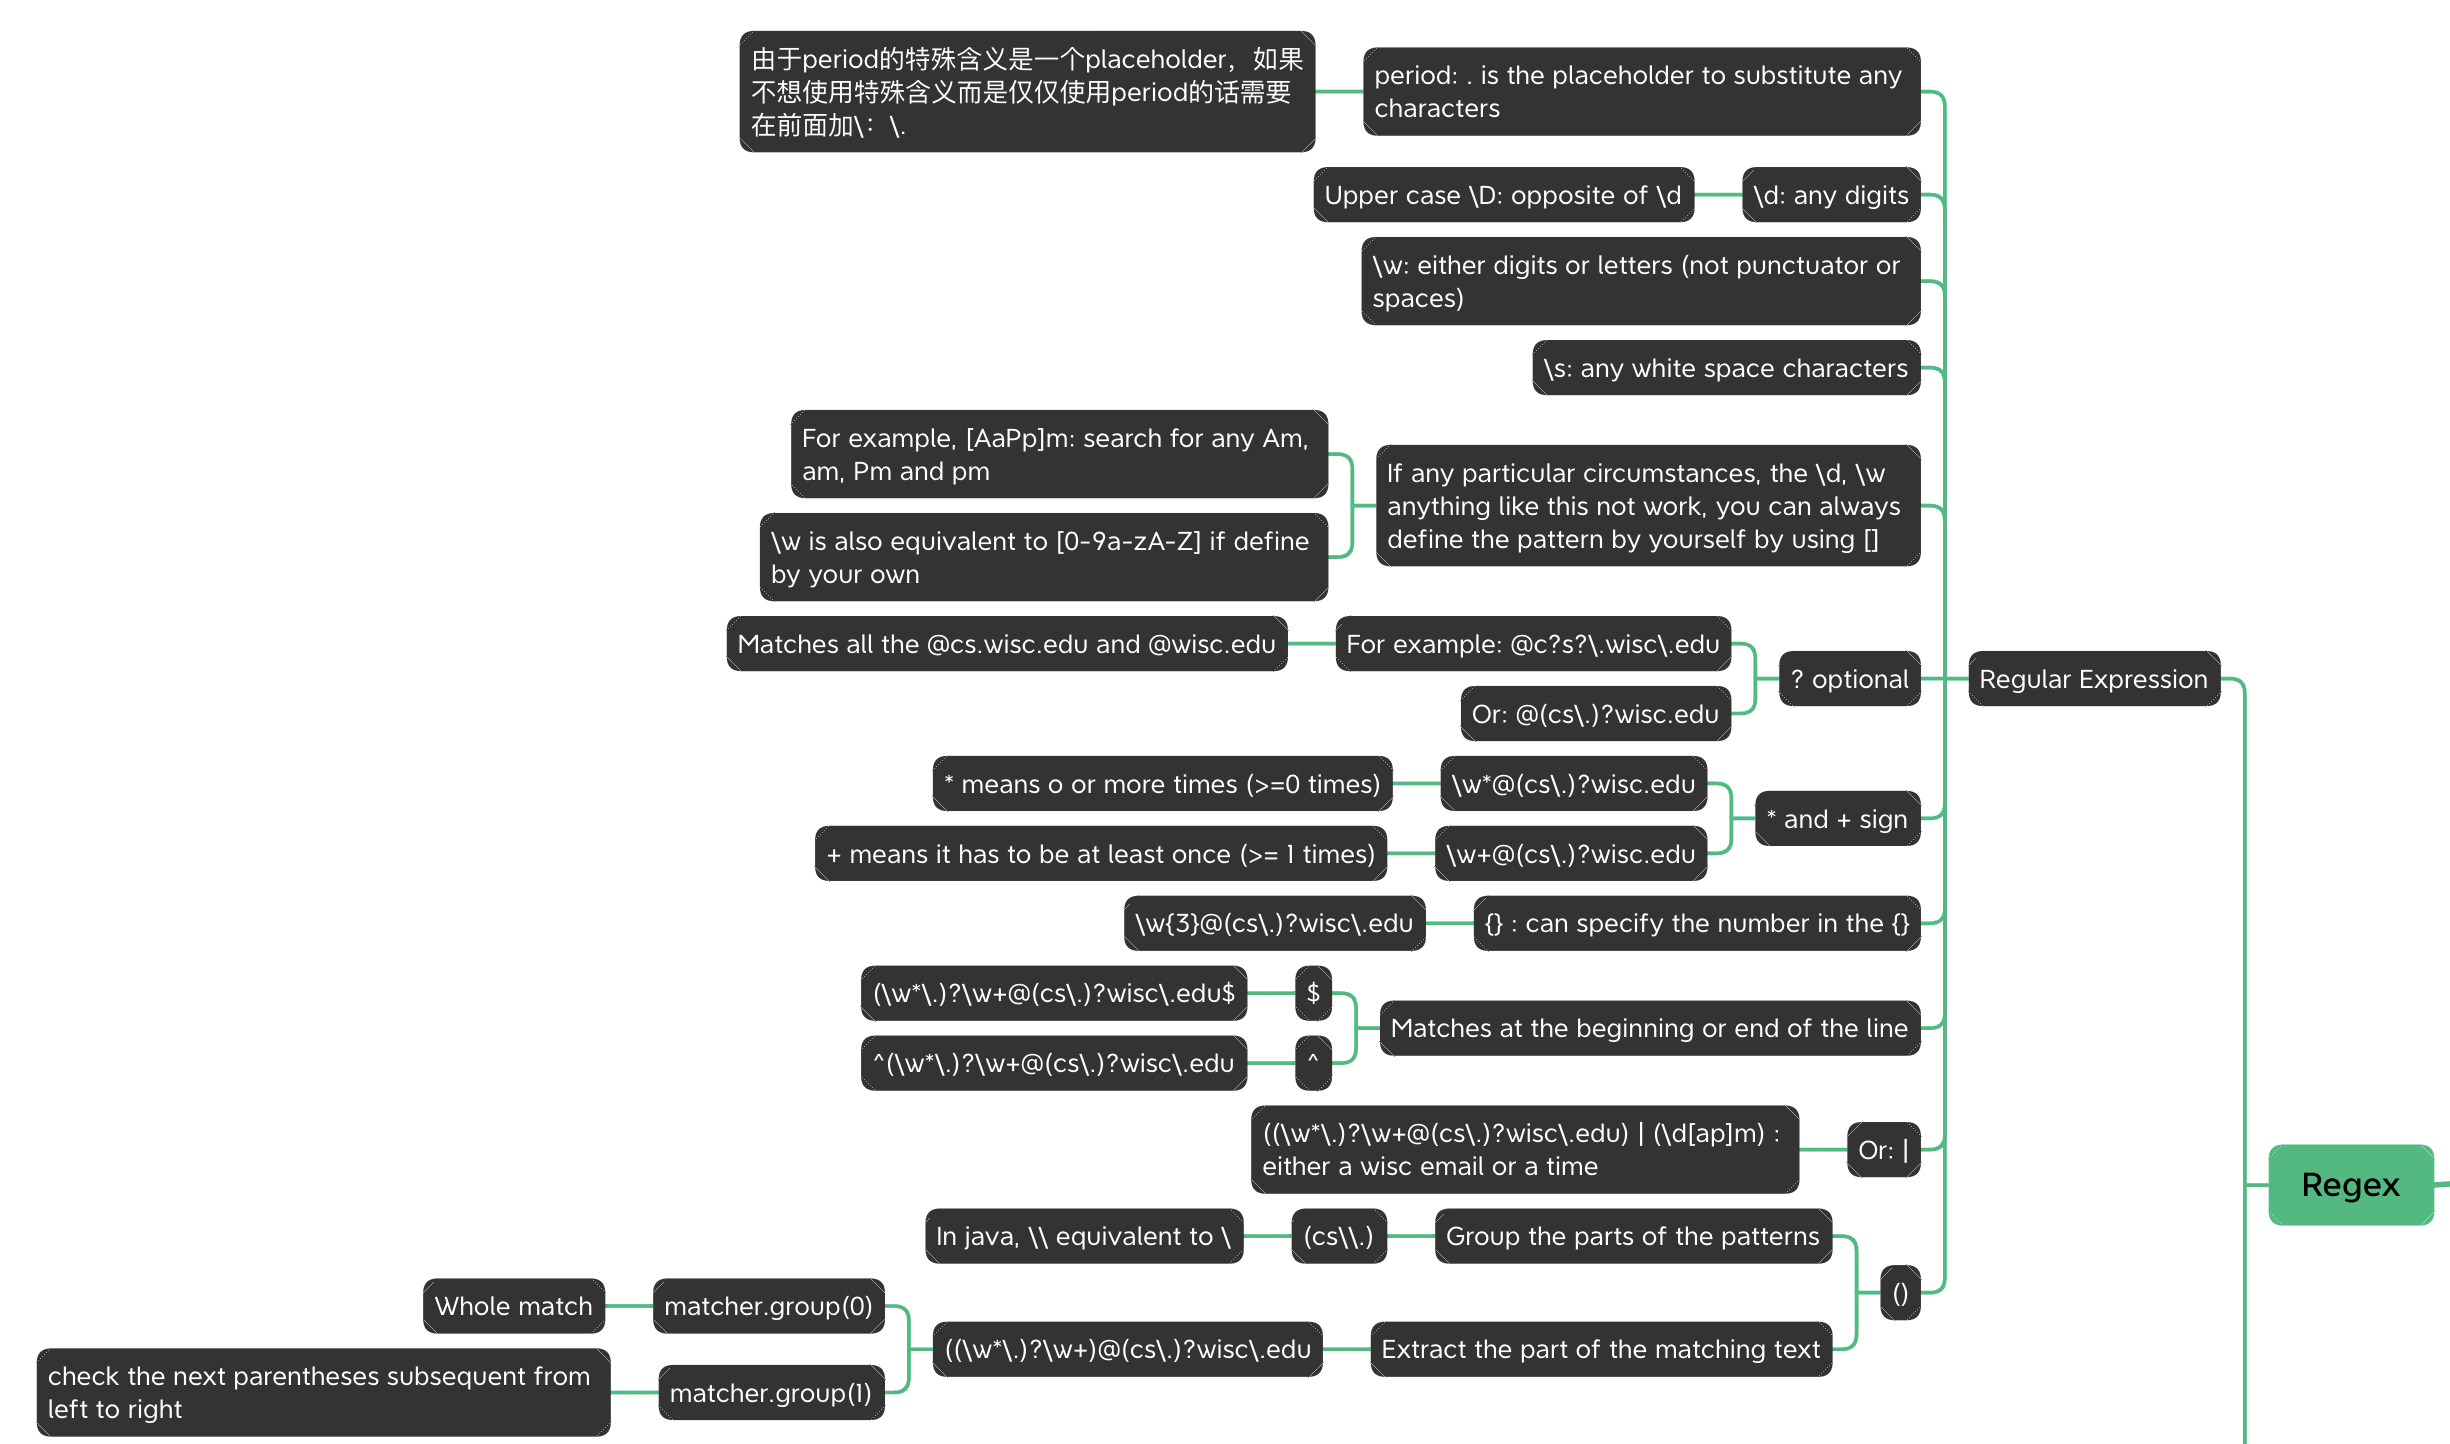 由于period的特殊含义是一个placeholder，如果
不想使用特殊含义而是仅仅使用period的话需要
在前面加\：\.
period: . is the placeholder to substitute any
characters
Upper case \D: opposite of \d
\d: any digits
\w: either digits or letters (not punctuator or
spaces)
\s: any white space characters
For example, [AaPp]m: search for any Am,
am, Pm and pm
\w is also equivalent to [0-9a-zA-Z] if define
by your own
If any particular circumstances, the \d, \w
anything like this not work, you can always
define the pattern by yourself by using []
Matches all the @cs.wisc.edu and @wisc.edu
For example: @c?s?\.wisc\.edu
Or: @(cs\.)?wisc.edu
? optional
Regular Expression
* means o or more times (>=0 times)
\w*@(cs\.)?wisc.edu
+ means it has to be at least once (>= 1 times)
\w+@(cs\.)?wisc.edu
* and + sign
\w{3}@(cs\.)?wisc\.edu
{} : can specify the number in the {}
(\w*\.)?\w+@(cs\.)?wisc\.edu$
$
^(\w*\.)?\w+@(cs\.)?wisc\.edu
^
Matches at the beginning or end of the line
((\w*\.)?\w+@(cs\.)?wisc\.edu) | (\d[ap]m) :
either a wisc email or a time
Or: |
Regex
In java, \\ equivalent to \
(cs\\.)
Group the parts of the patterns
()
Whole match
matcher.group(0)
check the next parentheses subsequent from
left to right
matcher.group(1)
((\w*\.)?\w+)@(cs\.)?wisc\.edu
Extract the part of the matching text